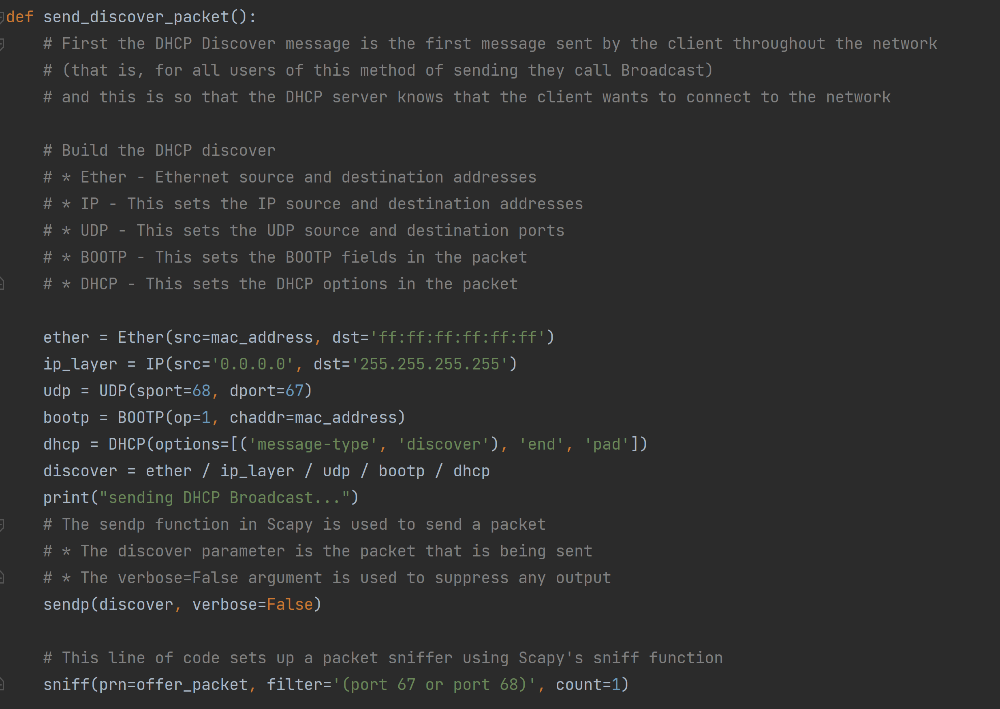 def send_discover_packet():
    # First the DHCP Discover message is the first message sent by the client throughout the network
    # (that is, for all users of this method of sending they call Broadcast)
    # and this is so that the DHCP server knows that the client wants to connect to the network

    # Build the DHCP discover
    # * Ether - Ethernet source and destination addresses
    # * IP - This sets the IP source and destination addresses
    # * UDP - This sets the UDP source and destination ports
    # * BOOTP - This sets the BOOTP fields in the packet
    # * DHCP - This sets the DHCP options in the packet

    ether = Ether(src=mac_address, dst='ff:ff:ff:ff:ff:ff')
    ip_layer = IP(src='0.0.0.0', dst='255.255.255.255')
    udp = UDP(sport=68, dport=67)
    bootp = BOOTP(op=1, chaddr=mac_address)
    dhcp = DHCP(options=[('message-type', 'discover'), 'end', 'pad'])
    discover = ether / ip_layer / udp / bootp / dhcp
    print("sending DHCP Broadcast...")
    # The sendp function in Scapy is used to send a packet
    # * The discover parameter is the packet that is being sent
    # * The verbose=False argument is used to suppress any output
    sendp(discover, verbose=False)

    # This line of code sets up a packet sniffer using Scapy's sniff function
    sniff(prn=offer_packet, filter='(port 67 or port 68)', count=1)